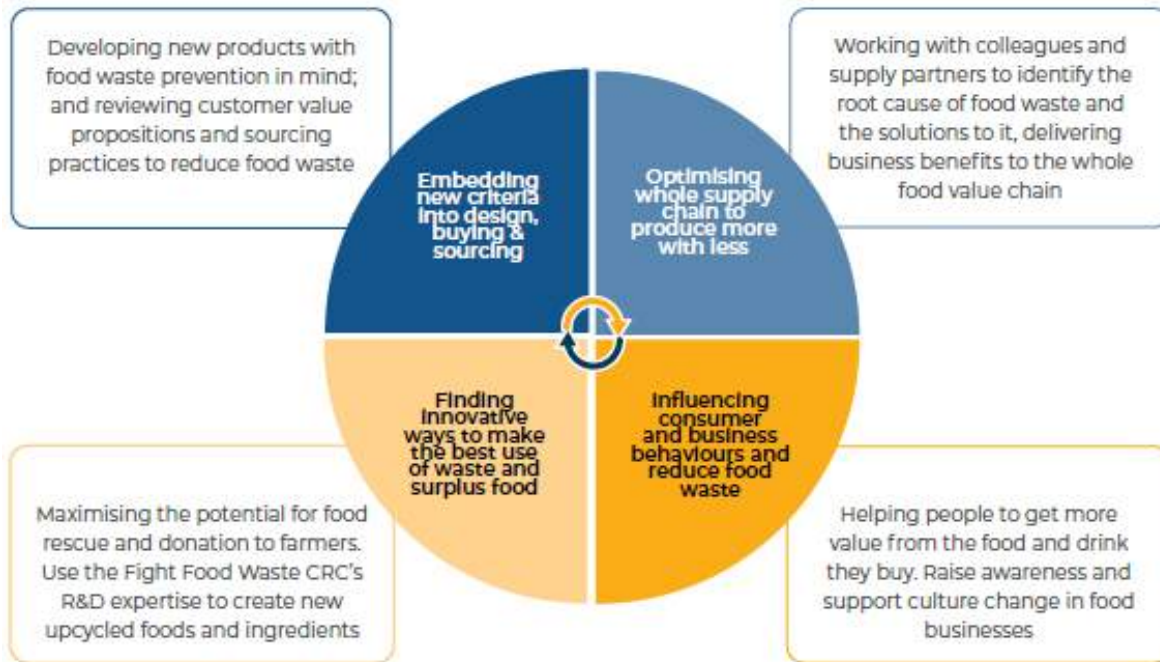 Developing new products with
food waste prevention in mind;
and reviewing customer value
propositions and sourcing
practices to reduce food waste
Working with colleagues and
supply partners to identify the
root cause of food waste and
the solutions to it, delivering
business benefits to the whole
food value chain
Embedding
new criteria
into design,
buying &
sourcing
Optimising
whole supply
chain to
produce more
with less
Finding
innovative
ways to make
the best use
of waste and
surplus food
Influencing
consumer
and business
behaviours and
reduce food
waste
Maximising the potential for food
rescue and donation to farmers.
Use the Fight Food Waste CRC's
R&D expertise to create new
upcycled foods and ingredients
Helping people to get more
value from the food and drink
they buy. Raise awareness and
support culture change in food
businesses